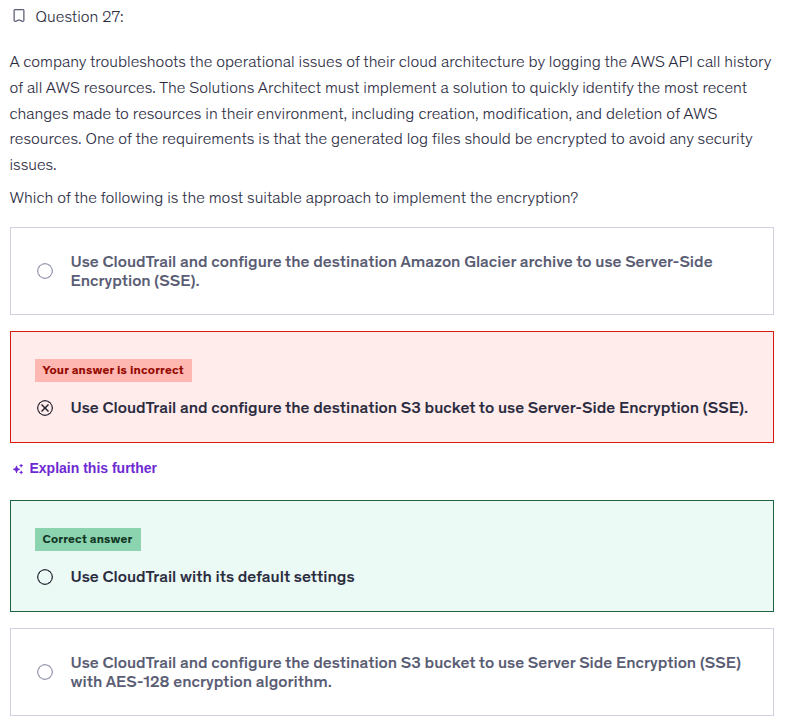 Question 27:
A company troubleshoots the operational issues of their cloud architecture by logging the AWS API call history
of all AWS resources. The Solutions Architect must implement a solution to quickly identify the most recent
changes made to resources in their environment, including creation, modification, and deletion of AWS
resources. One of the requirements is that the generated log files should be encrypted to avoid any security
issues.
Which of the following is the most suitable approach to implement the encryption?
Use CloudTrail and configure the destination Amazon Glacier archive to use Server-Side
Encryption (SSE).
Your answer is incorrect
Use CloudTrail and configure the destination S3 bucket to use Server-Side Encryption (SSE).
Explain this further
Correct answer
Use CloudTrail with its default settings
Use CloudTrail and configure the destination S3 bucket to use Server Side Encryption (SSE)
with AES-128 encryption algorithm.